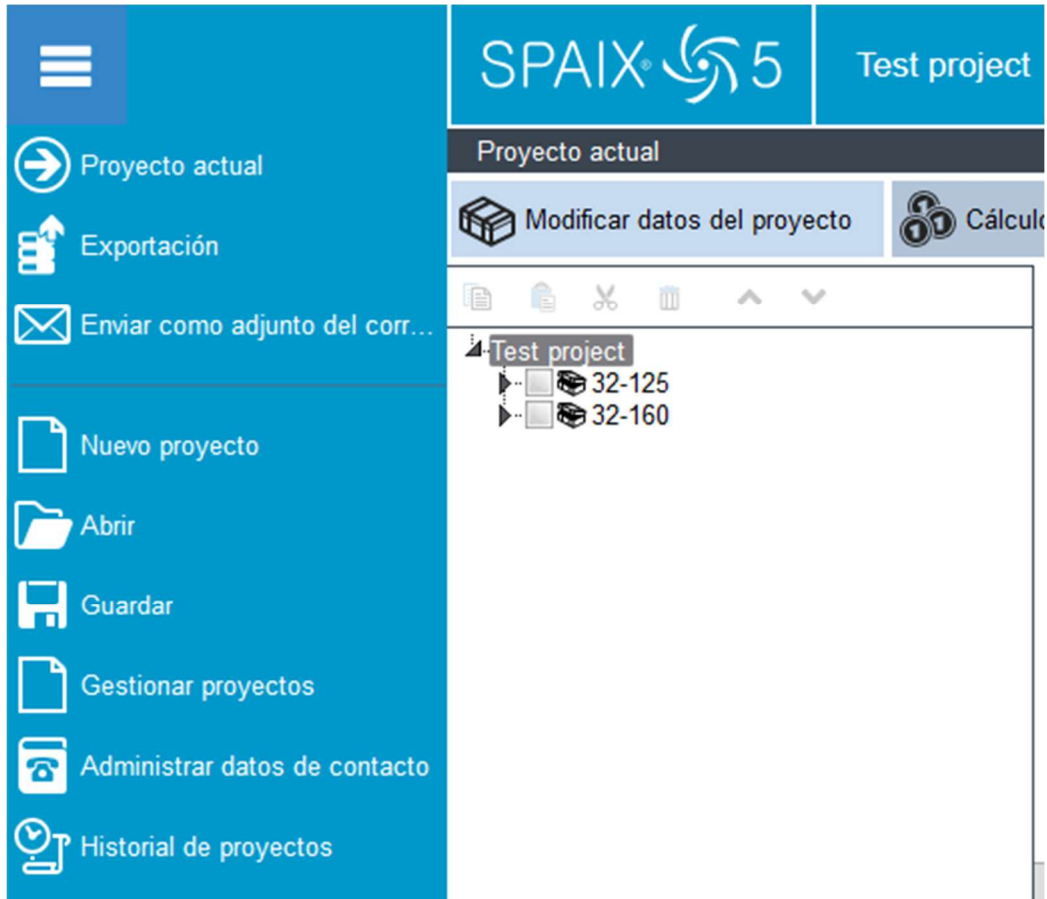 SPAIX® 5
Test project
Proyecto actual
Exportación
Enviar como adjunto del corr...
Nuevo proyecto
Abrir
Guardar
Gestionar proyectos
Administrar datos de contacto
Historial de proyectos
Proyecto actual
Modificar datos del proyecto
Test project
32-125
32-160